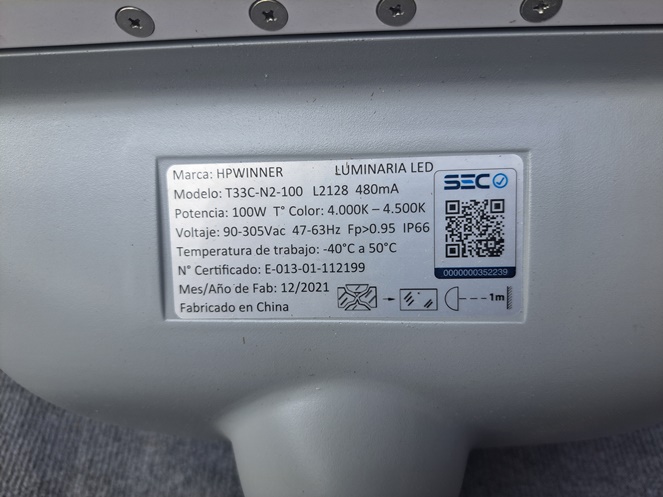 Marca: HPWINNER LUMINARIA LED
Modelo: T33C-N2-100 L2128 480mA
Potencia: 100W T° Color: 4.000K – 4.500K
Voltaje: 90-305Vac 47-63Hz Fp>0.95 IP66
Temperatura de trabajo: -40°C a 50°C
N° Certificado: E-013-01-112199
Mes/Año de Fab: 12/2021
Fabricado en China
1m
SEC
0000000352239